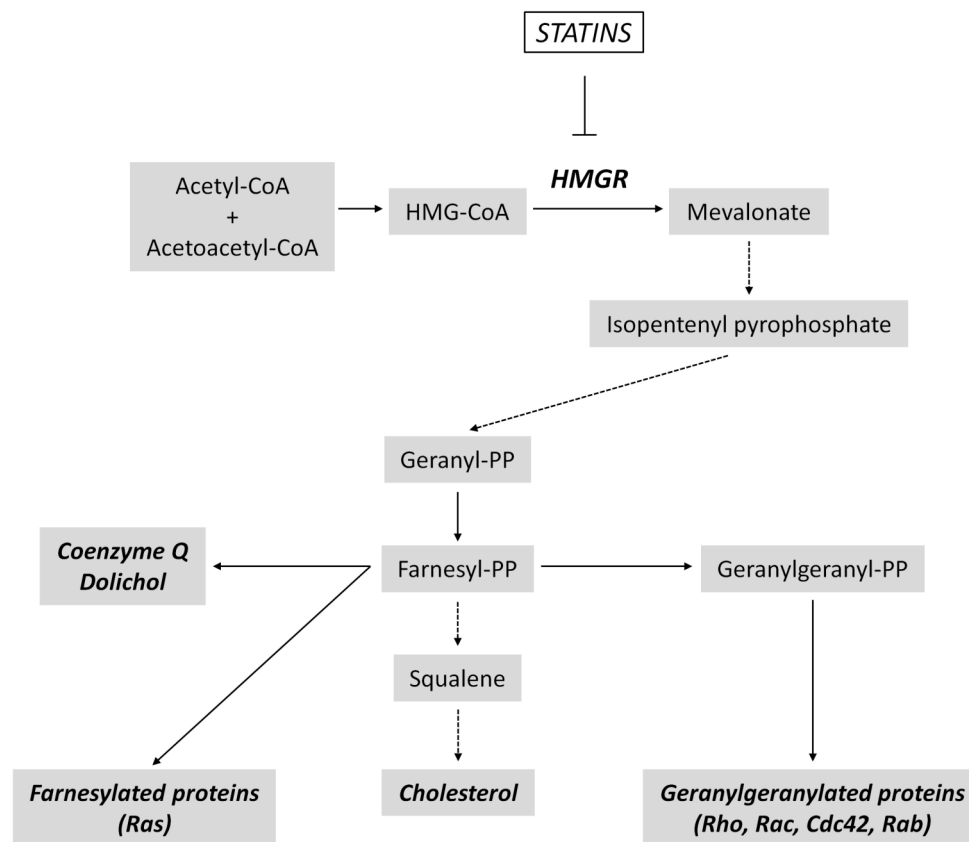 STATINS
HMGR
Acetyl-CoA
+
Acetoacetyl-CoA
HMG-CoA
Mevalonate
Isopentenyl pyrophosphate
Geranyl-PP
Coenzyme Q
Dolichol
Farnesyl-PP
Geranylgeranyl-PP
Squalene
Farnesylated proteins
(Ras)
Cholesterol
Geranylgeranylated proteins
(Rho, Rac, Cdc42, Rab)